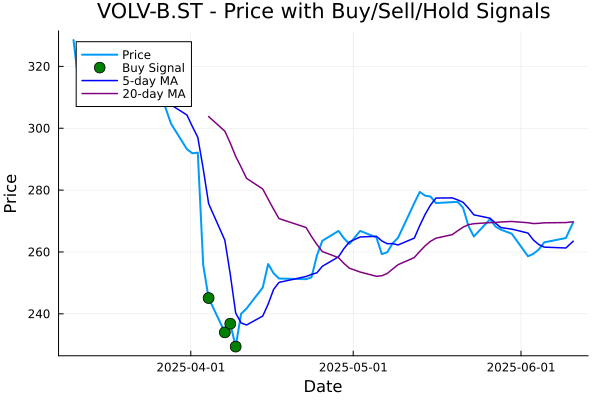 VOLV-B.ST - Price with Buy/Sell/Hold Signals
Price
Buy Signal
5-day MA
20-day MA
320
300
280
260
240
Price
2025-04-01
2025-05-01
2025-06-01
Date